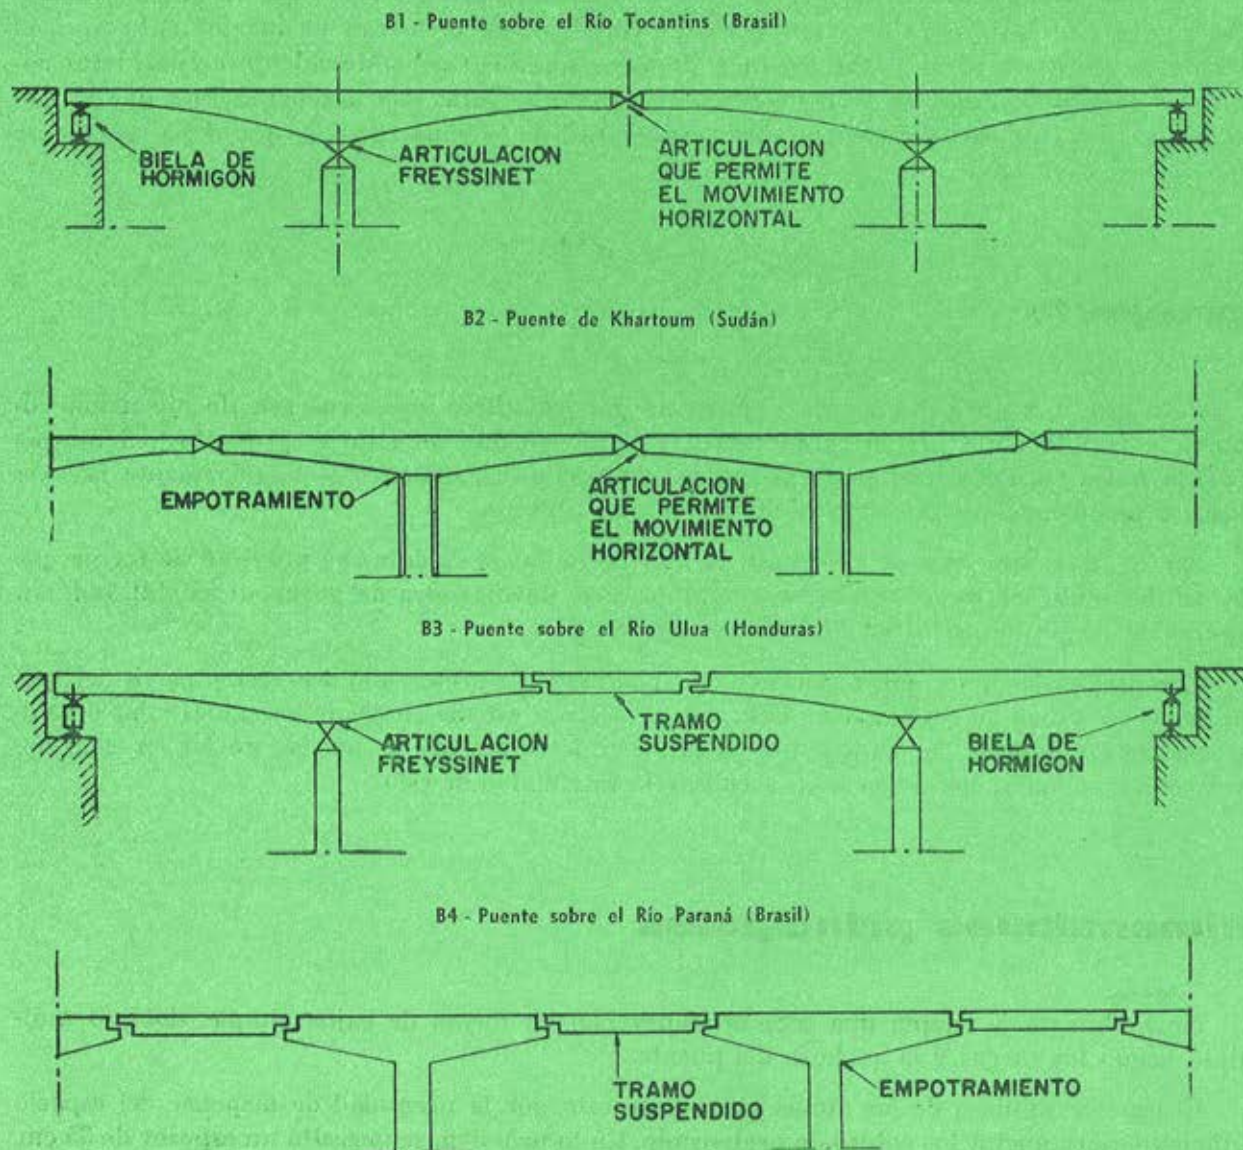 B1 - Puente sobre el Río Tocantins (Brasil)
BIELA DE
HORMIGON
ARTICULACION
FREYSSINET
ARTICULACION
QUE PERMITE
EL MOVIMIENTO
HORIZONTAL
B2 - Puente de Khartoum (Sudán)
EMPOTRAMIENTO
ARTICULACION
QUE PERMITE
EL MOVIMIENTO
HORIZONTAL
B3 - Puente sobre el Río Ulua (Honduras)
ARTICULACION
FREYSSINET
TRAMO
SUSPENDIDO
BIELA DE
HORMIGON
B4 - Puente sobre el Río Paraná (Brasil)
TRAMO
SUSPENDIDO
EMPOTRAMIENTO